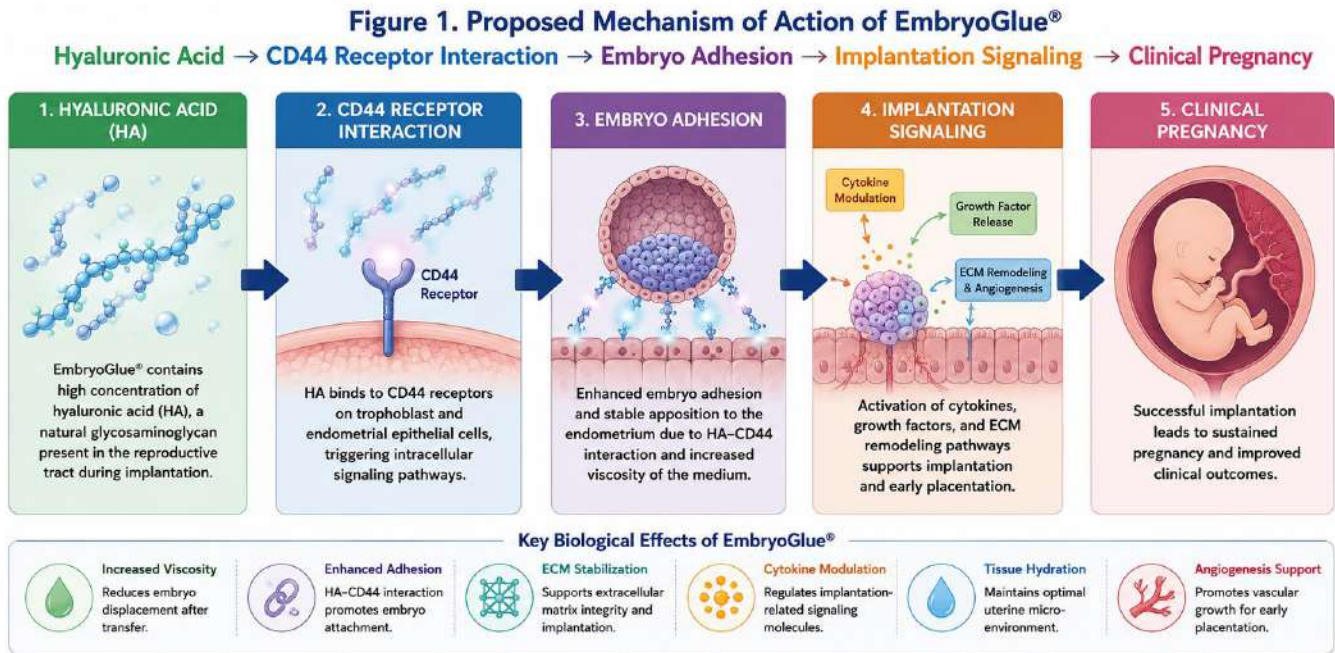 Figure 1. Proposed Mechanism of Action of EmbryoGlue®
Hyaluronic Acid → CD44 Receptor Interaction → Embryo Adhesion → Implantation Signaling → Clinical Pregnancy
1. HYALURONIC ACID
(HA)
EmbryoGlue® contains
high concentration of
hyaluronic acid (HA), a
natural glycosaminoglycan
present in the reproductive
tract during implantation.
2. CD44 RECEPTOR
INTERACTION
CD44
Receptor
HA binds to CD44 receptors
on trophoblast and
endometrial epithelial cells,
triggering intracellular
signaling pathways.
3. EMBRYO ADHESION
Enhanced embryo adhesion
and stable apposition to the
endometrium due to HA–CD44
interaction and increased
viscosity of the medium.
4. IMPLANTATION
SIGNALING
Cytokine
Modulation
Growth Factor
Release
ECM Remodeling
& Angiogenesis
Activation of cytokines,
growth factors, and ECM
remodeling pathways
supports implantation
and early placentation.
5. CLINICAL
PREGNANCY
Successful implantation
leads to sustained
pregnancy and improved
clinical outcomes.
Key Biological Effects of EmbryoGlue®
Increased Viscosity
Reduces embryo
displacement after
transfer.
Enhanced Adhesion
HA–CD44 interaction
promotes embryo
attachment.
ECM Stabilization
Supports extracellular
matrix integrity and
implantation.
Cytokine Modulation
Regulates implantation-
related signaling
molecules.
Tissue Hydration
Maintains optimal
uterine micro-
environment.
Angiogenesis Support
Promotes vascular
growth for early
placentation.